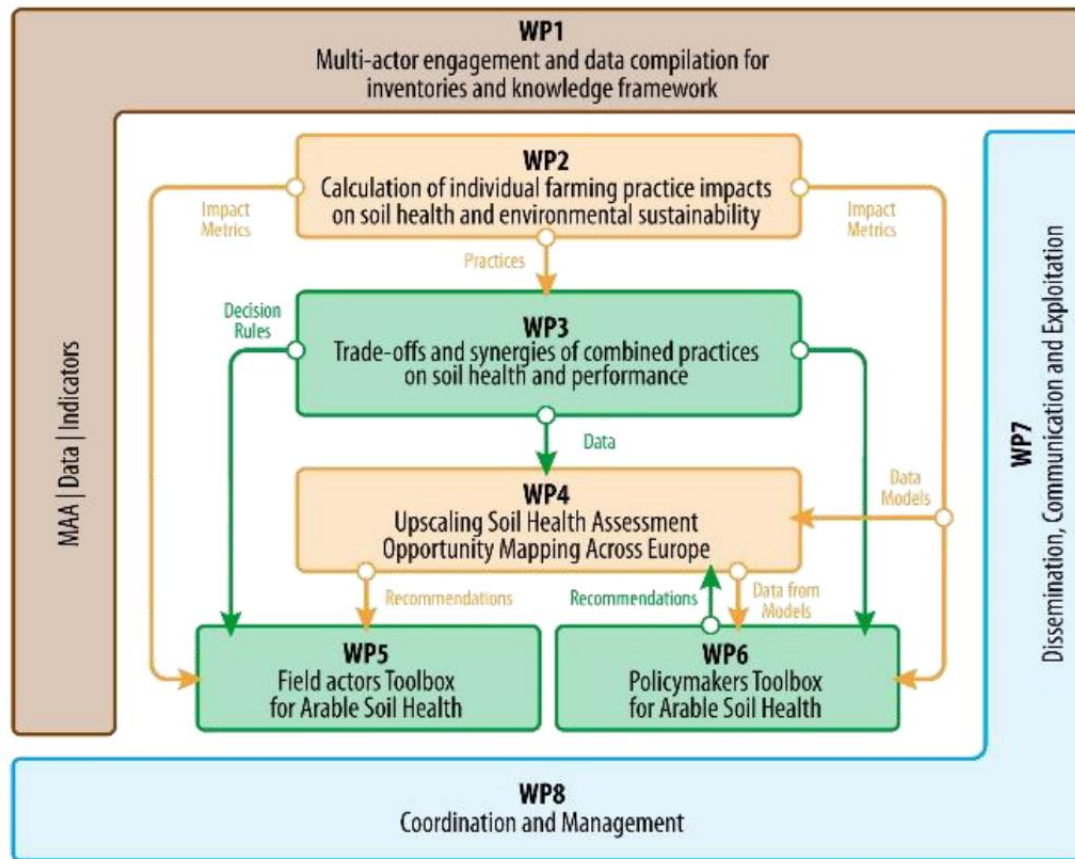 WP1
Multi-actor engagement and data compilation for
inventories and knowledge framework
MAA | Data | Indicators
WP2
Calculation of individual farming practice impacts
on soil health and environmental sustainability
Impact
Metrics
Impact
Metrics
Practices
Decision
Rules
WP3
Trade-offs and synergies of combined practices
on soil health and performance
Data
WP4
Upscaling Soil Health Assessment
Opportunity Mapping Across Europe
Data
Models
Recommendations
Recommendations
Data from
Models
WP5
Field actors Toolbox
for Arable Soil Health
WP6
Policymakers Toolbox
for Arable Soil Health
WP7
Dissemination, Communication and Exploitation
WP8
Coordination and Management